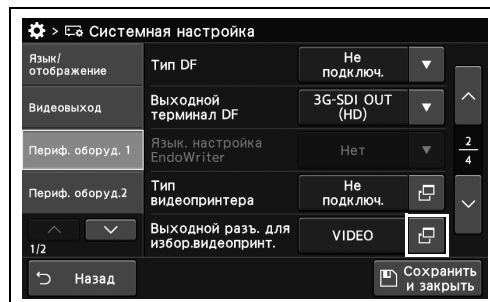 > Системная настройка
Язык/
отображение
Видеовыход
Периф. оборуд. 1
Периф. оборуд.2
1/2
Тип DF
Не
подключ.
Выходной
терминал DF
3G-SDI OUT
(HD)
Язык. настройка
EndoWriter
Нет
Тип
видеопринтера
Не
подключ.
Выходной разъ. для
избор.видеопринт.
VIDEO
2
4
Назад
Сохранить
и закрыть